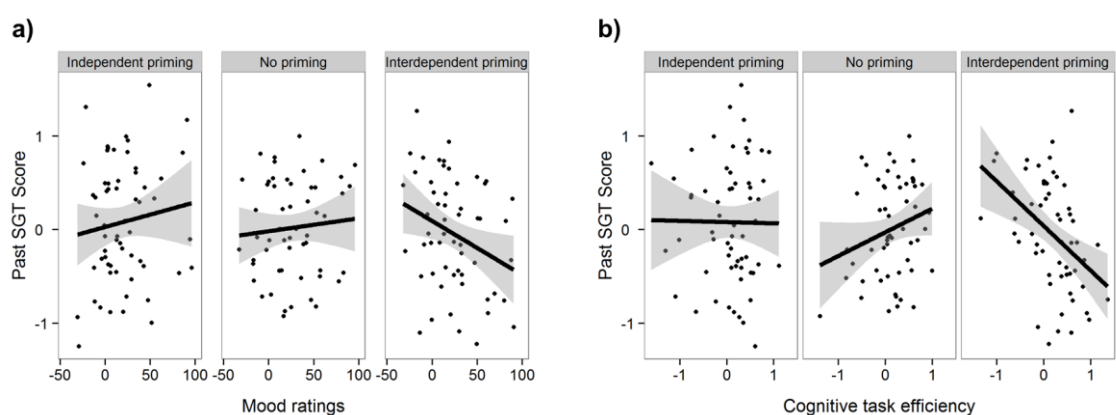 a)
Independent priming No priming Interdependent priming
Past SGT Score
1
0
-1
-50 0 50 100 -50 0 50 100 -50 0 50 100
Mood ratings
b)
Independent priming No priming Interdependent priming
Past SGT Score
1
0
-1
-1 0 1 -1 0 1 -1 0 1
Cognitive task efficiency